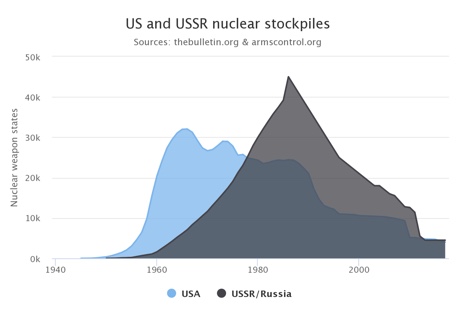 US and USSR nuclear stockpiles
Sources: thebulletin.org & armscontrol.org
Nuclear weapon states
50k
40k
30k
20k
10k
0k
1940
1960
1980
2000
USA
USSR/Russia